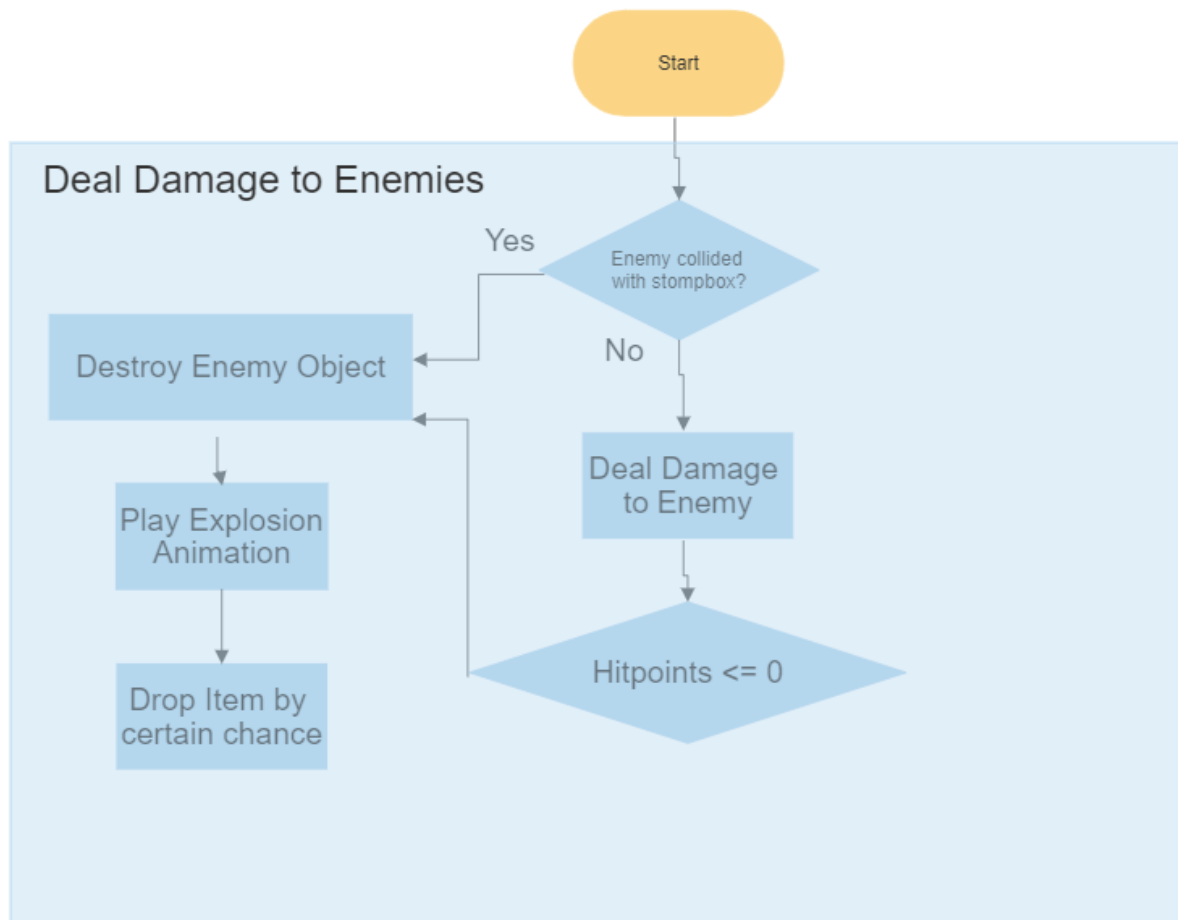 Start
Deal Damage to Enemies
Yes
Enemy collided
with stompbox?
No
Destroy Enemy Object
Deal Damage
to Enemy
Play Explosion
Animation
Hitpoints <= 0
Drop Item by
certain chance